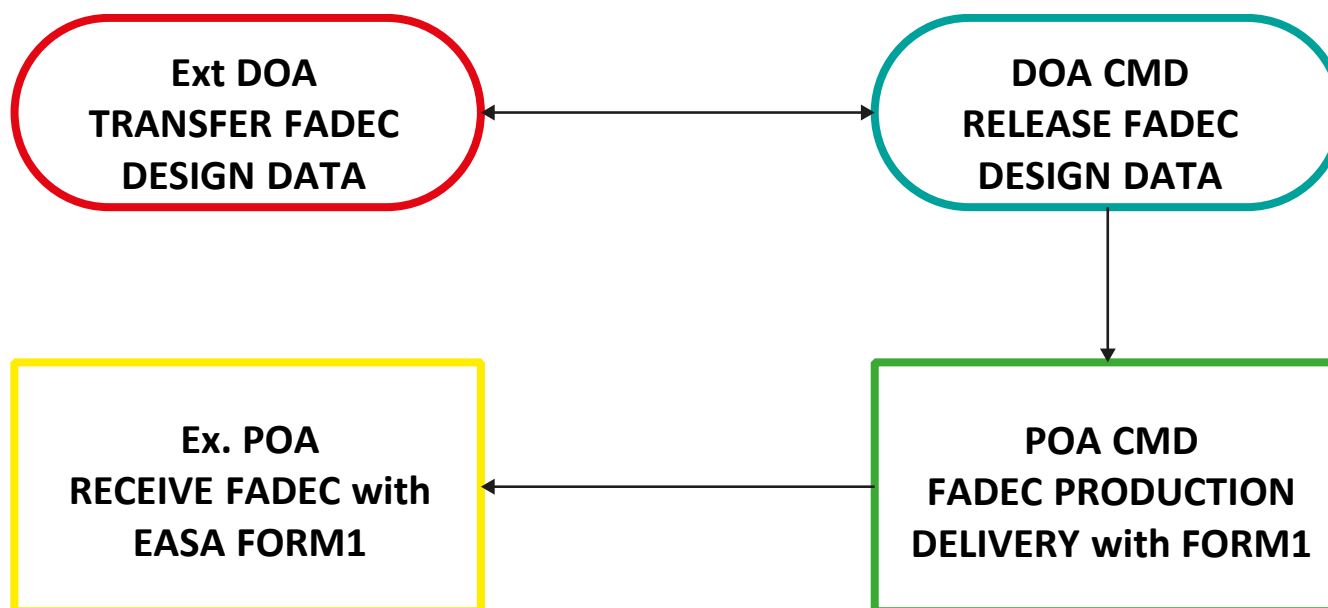 Ext DOA
TRANSFER FADEC
DESIGN DATA
DOA CMD
RELEASE FADEC
DESIGN DATA
Ex. POA
RECEIVE FADEC with
EASA FORM1
POA CMD
FADEC PRODUCTION
DELIVERY with FORM1